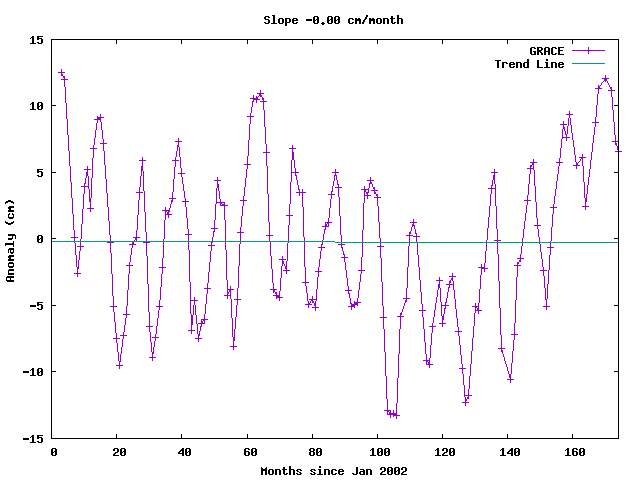 Slope -0.00 cm/month
15
10
5
0
-5
-10
-15
Anomaly (cm)
GRACE
Trend Line
0 20 40 60 80 100 120 140 160
Months since Jan 2002